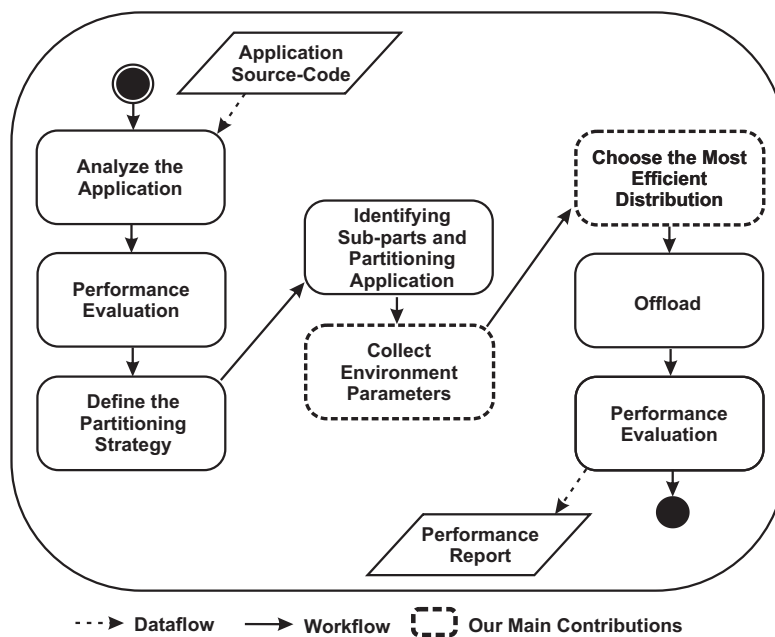 Application
Source-Code
Analyze the
Application
Performance
Evaluation
Define the
Partitioning
Strategy
Identifying
Sub-parts and
Partitioning
Application
Collect
Environment
Parameters
Choose the Most
Efficient
Distribution
Offload
Performance
Evaluation
Performance
Report
Dataflow
Workflow
Our Main Contributions